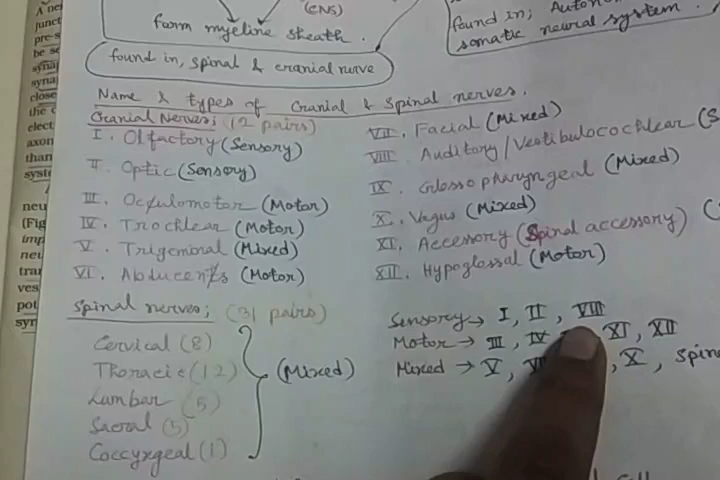 (CNS)
form myeline sheath.
found in; Auton
somatic neural system.
found in, spinal & cranial nurve
Name & types of Cranial & Spinal nerves.
Cranial Nerves; (12 pairs)
I. Olfactory (Sensory)
II. Optic (Sensory)
III. Occulomotor (Motor)
IV. Trochlear (Motor)
V. Trigeminal (Mixed)
VI. Abducents (Motor)
VII. Facial (Mixed)
VIII. Auditory/Vestibulocochlear (S
IX. Glossopharyngeal (Mixed)
X. Vagus (Mixed)
XI. Accessory (Spinal accessory) (
XII. Hypoglossal (Motor)
Spinal nerves; (31 pairs)
Cervical (8)
Thoracic (12)
Lumbar (5)
Sacral (5)
Coccyxgeal (1)
(Mixed)
Sensory → I, II, VIII
Motor → III, IV XI, XII
Mixed → V, , X, Spin